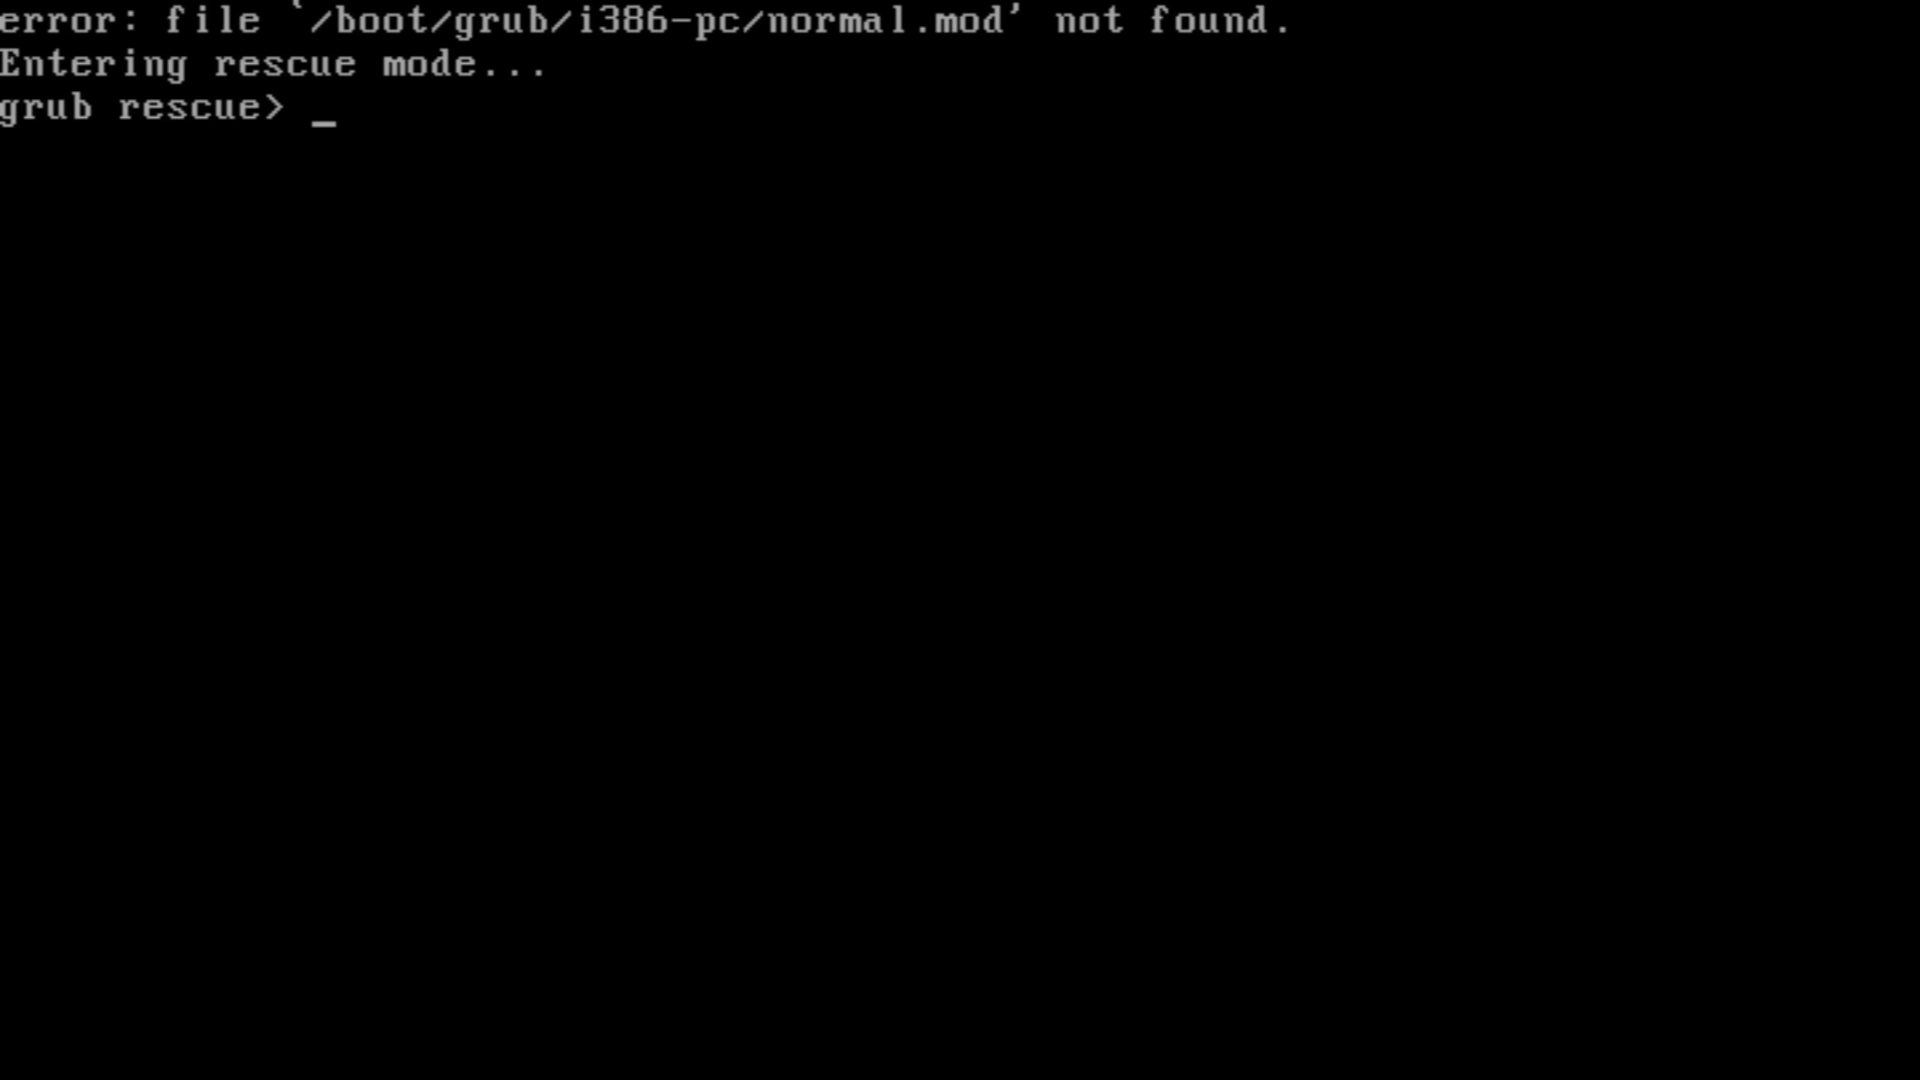 error: file `/boot/grub/i386-pc/normal.mod' not found.
Entering rescue mode...
grub rescue> _